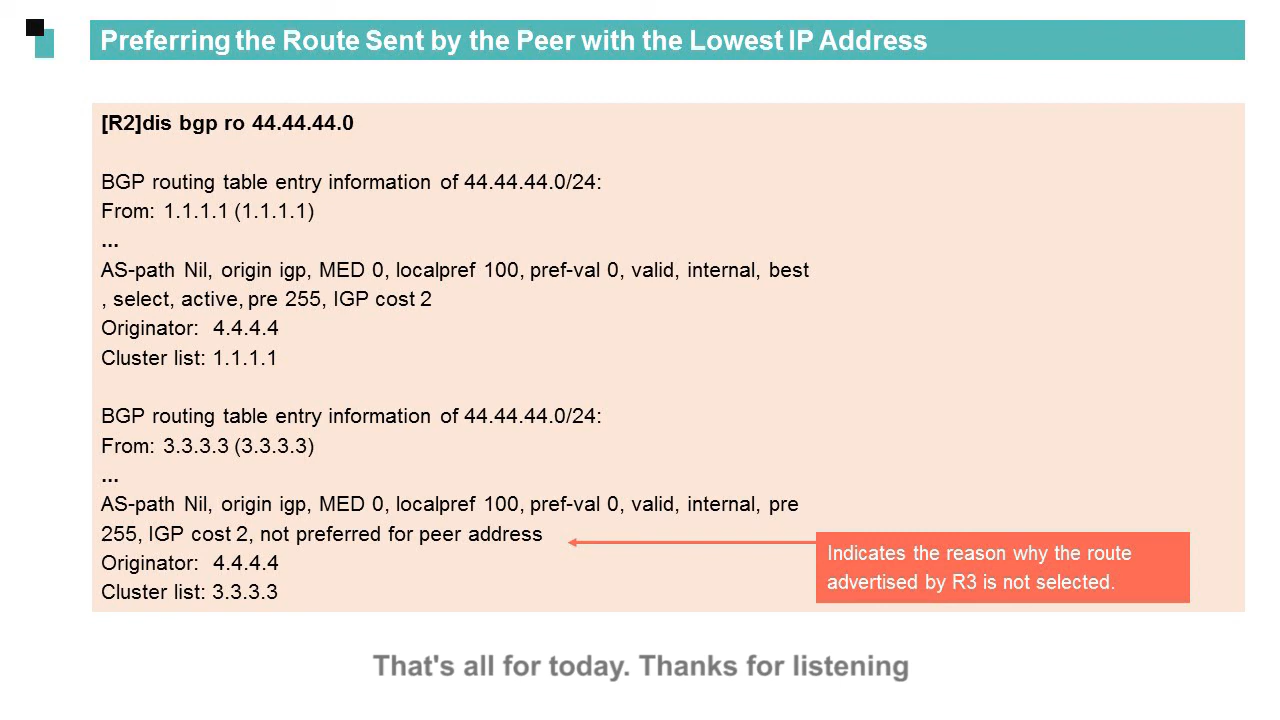 Preferring the Route Sent by the Peer with the Lowest IP Address
[R2]dis bgp ro 44.44.44.0
BGP routing table entry information of 44.44.44.0/24:
From: 1.1.1.1 (1.1.1.1)
...
AS-path Nil, origin igp, MED 0, localpref 100, pref-val 0, valid, internal, best
, select, active, pre 255, IGP cost 2
Originator: 4.4.4.4
Cluster list: 1.1.1.1
BGP routing table entry information of 44.44.44.0/24:
From: 3.3.3.3 (3.3.3.3)
...
AS-path Nil, origin igp, MED 0, localpref 100, pref-val 0, valid, internal, pre
255, IGP cost 2, not preferred for peer address
Originator: 4.4.4.4
Cluster list: 3.3.3.3
Indicates the reason why the route
advertised by R3 is not selected.
That's all for today. Thanks for listening